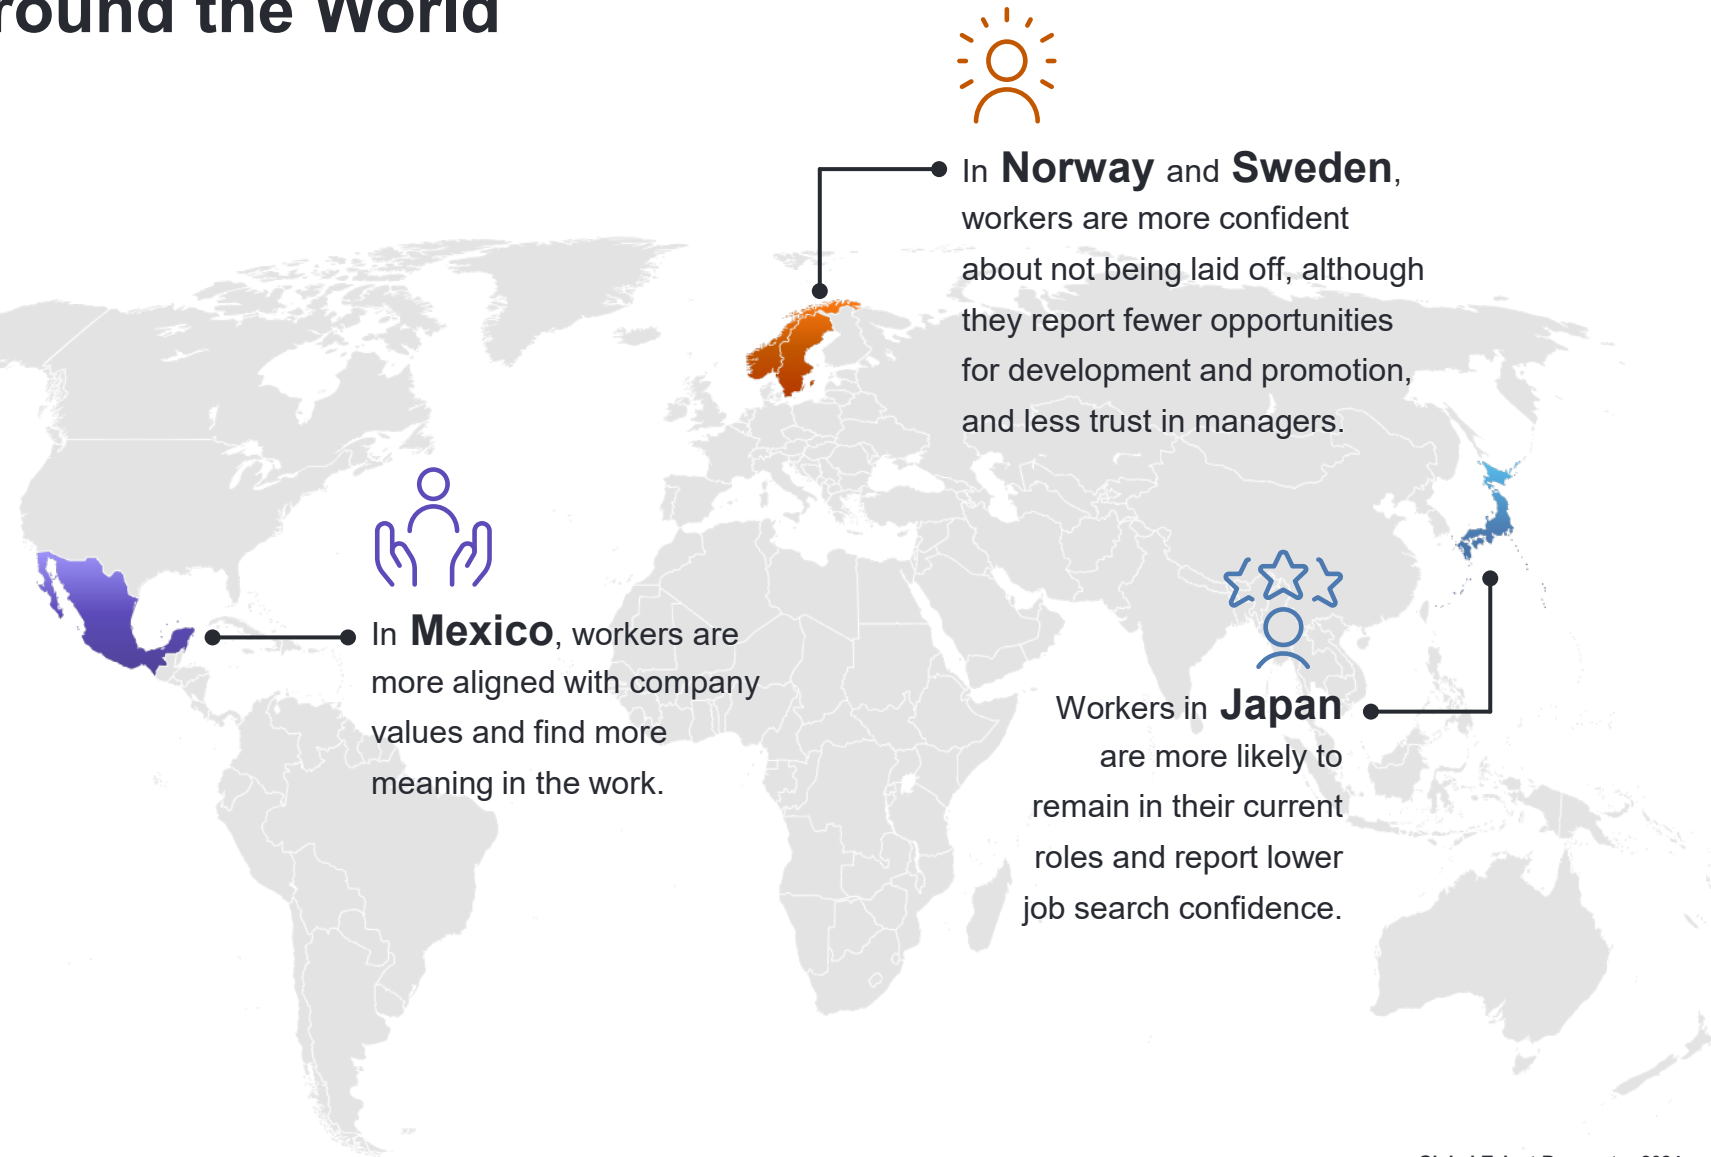 round the World
In Norway and Sweden,
workers are more confident
about not being laid off, although
they report fewer opportunities
for development and promotion,
and less trust in managers.
In Mexico, workers are
more aligned with company
values and find more
meaning in the work.
Workers in Japan
are more likely to
remain in their current
roles and report lower
job search confidence.